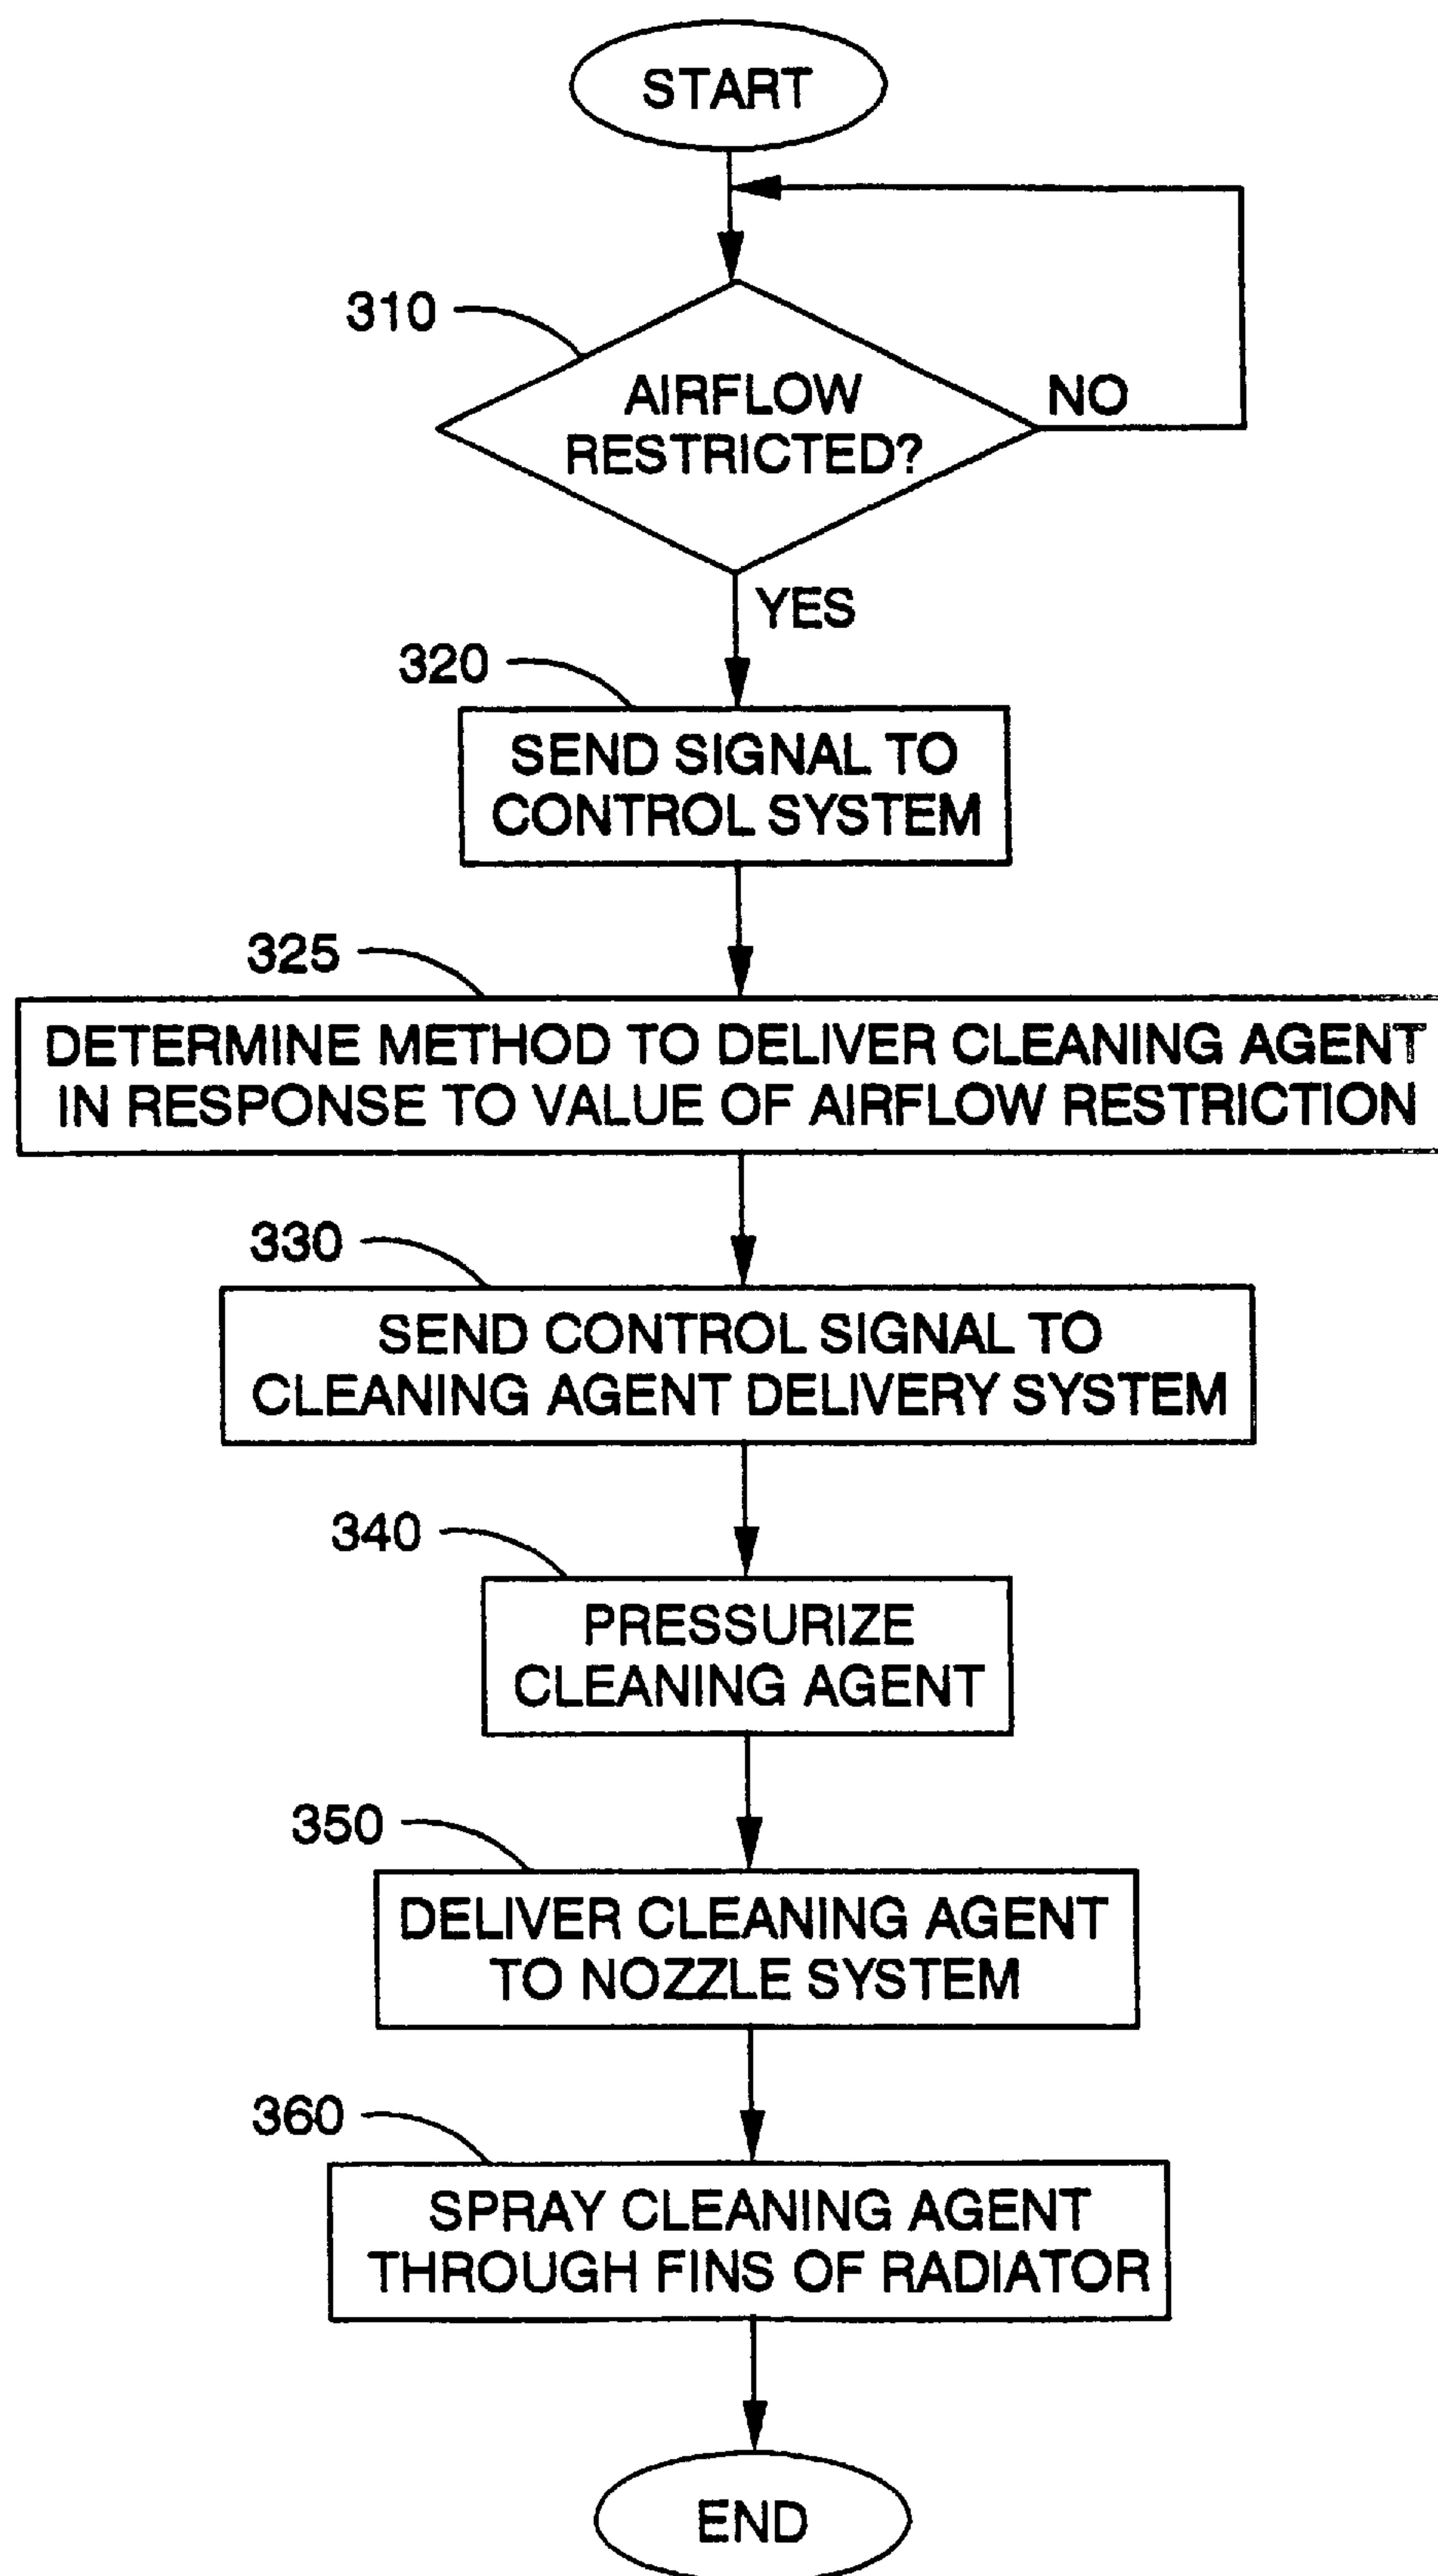 START
310
AIRFLOW
RESTRICTED?
NO
YES
320
SEND SIGNAL TO
CONTROL SYSTEM
325
DETERMINE METHOD TO DELIVER CLEANING AGENT
IN RESPONSE TO VALUE OF AIRFLOW RESTRICTION
330
SEND CONTROL SIGNAL TO
CLEANING AGENT DELIVERY SYSTEM
340
PRESSURIZE
CLEANING AGENT
350
DELIVER CLEANING AGENT
TO NOZZLE SYSTEM
360
SPRAY CLEANING AGENT
THROUGH FINS OF RADIATOR
END